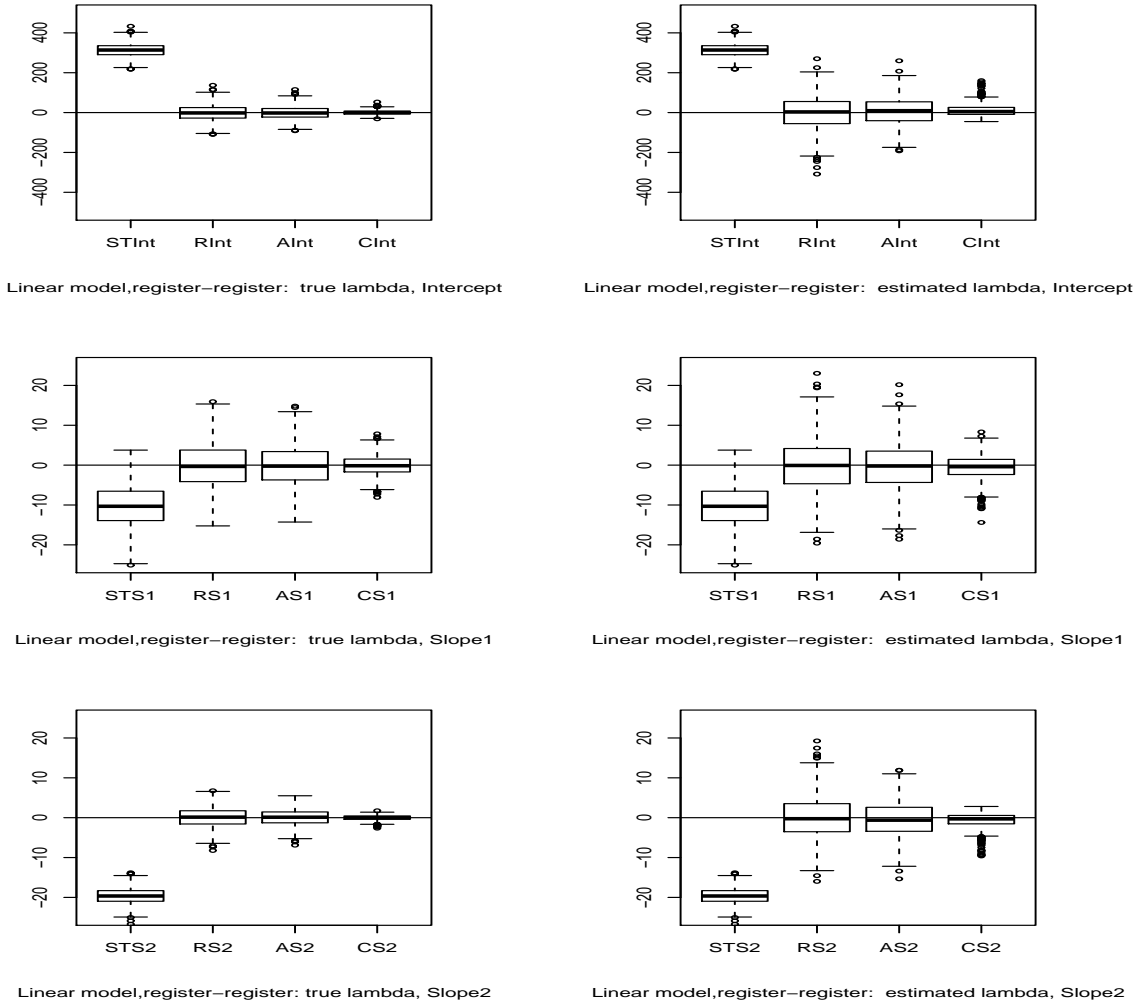 400
200
0
−200
−400
STInt RInt AInt CInt
Linear model,register−register: true lambda, Intercept
400
200
0
−200
−400
STInt RInt AInt CInt
Linear model,register−register: estimated lambda, Intercept
20
10
0
−10
−20
STS1 RS1 AS1 CS1
Linear model,register−register: true lambda, Slope1
20
10
0
−10
−20
STS1 RS1 AS1 CS1
Linear model,register−register: estimated lambda, Slope1
20
10
0
−10
−20
STS2 RS2 AS2 CS2
Linear model,register−register: true lambda, Slope2
20
10
0
−10
−20
STS2 RS2 AS2 CS2
Linear model,register−register: estimated lambda, Slope2